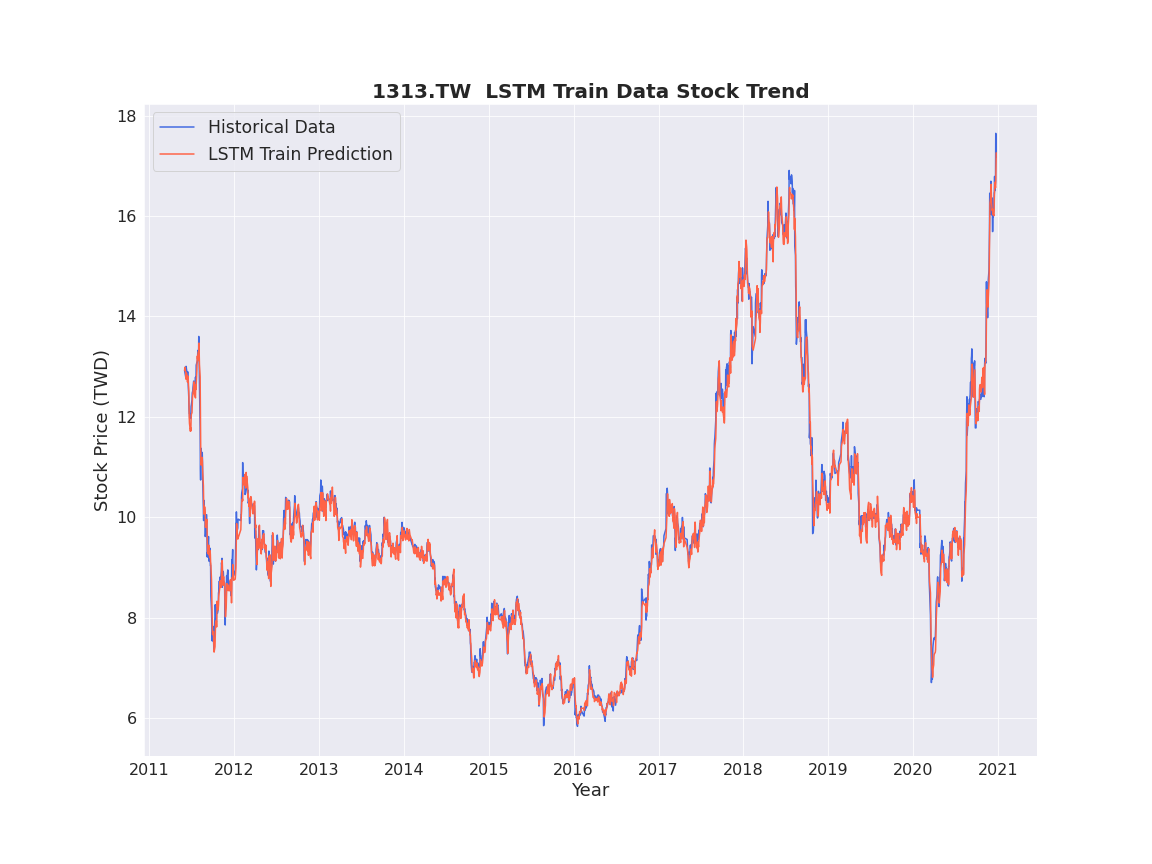 1313.TW  LSTM Train Data Stock Trend
Historical Data
LSTM Train Prediction
Stock Price (TWD)
18
16
14
12
10
8
6
2011 2012 2013 2014 2015 2016 2017 2018 2019 2020 2021
Year